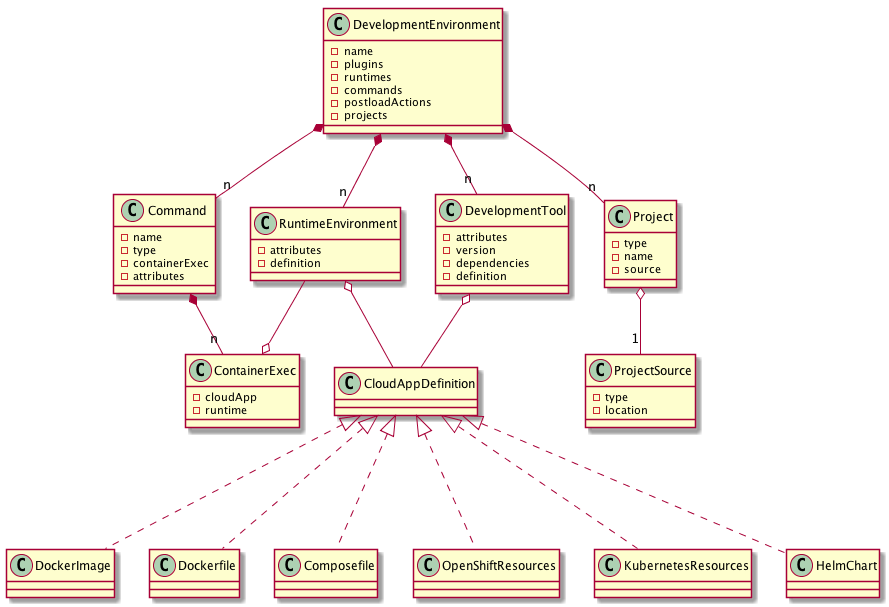 C DevelopmentEnvironment
name
plugins
runtimes
commands
postloadActions
projects
n
n
n
n
C Command
name
type
containerExec
attributes
C RuntimeEnvironment
attributes
definition
C DevelopmentTool
attributes
version
dependencies
definition
C Project
type
name
source
n
1
C ContainerExec
cloudApp
runtime
C CloudAppDefinition
C ProjectSource
type
location
C DockerImage
C Dockerfile
C Composefile
C OpenShiftResources
C KubernetesResources
C HelmChart